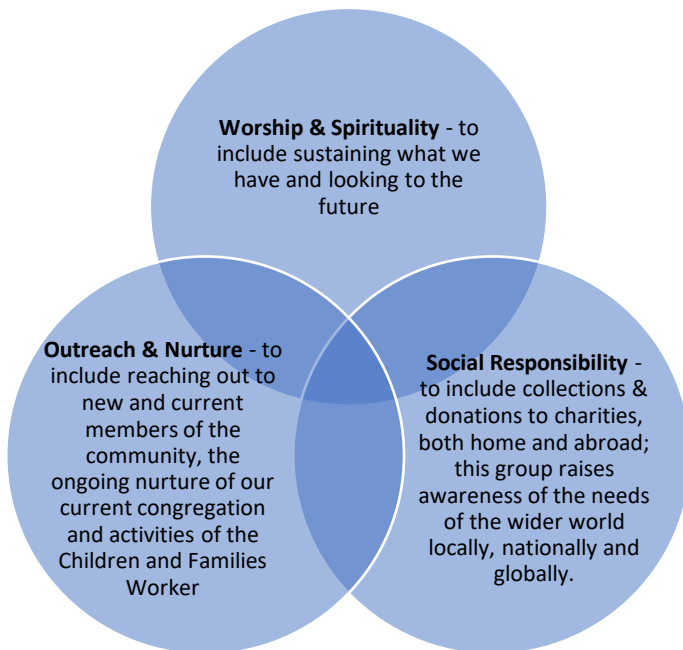 Worship & Spirituality - to
include sustaining what we
have and looking to the
future
Outreach & Nurture - to
include reaching out to
new and current
members of the
community, the
ongoing nurture of our
current congregation
and activities of the
Children and Families
Worker
Social Responsibility -
to include collections &
donations to charities,
both home and abroad;
this group raises
awareness of the needs
of the wider world
locally, nationally and
globally.